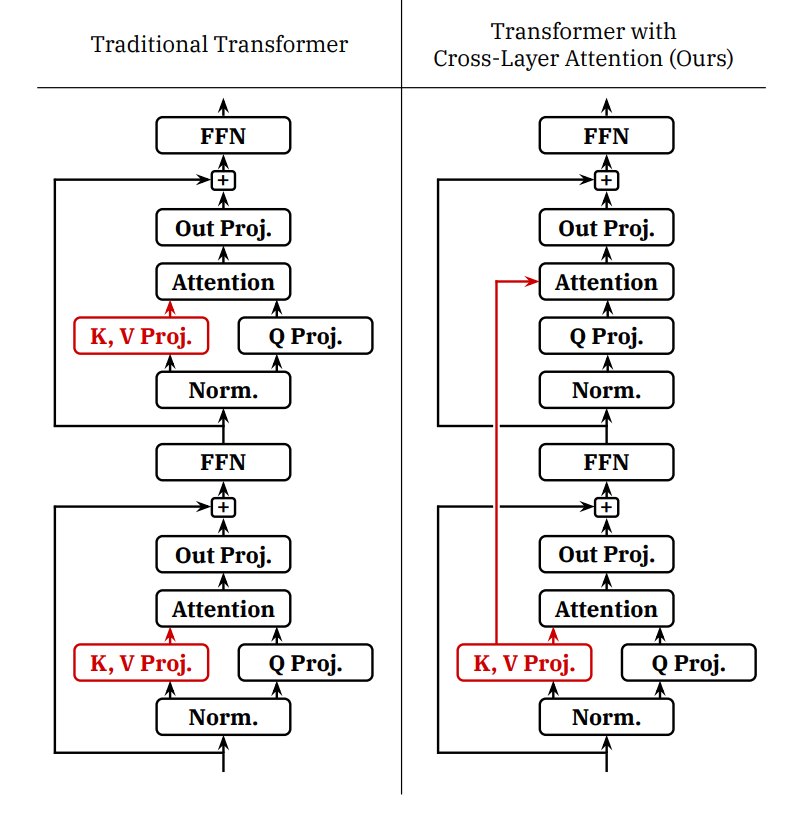 Traditional Transformer
Transformer with
Cross-Layer Attention (Ours)
FFN
+
Out Proj.
Attention
K, V Proj.
Q Proj.
Norm.
FFN
+
Out Proj.
Attention
K, V Proj.
Q Proj.
Norm.
FFN
+
Out Proj.
Attention
Q Proj.
Norm.
FFN
+
Out Proj.
Attention
K, V Proj.
Q Proj.
Norm.